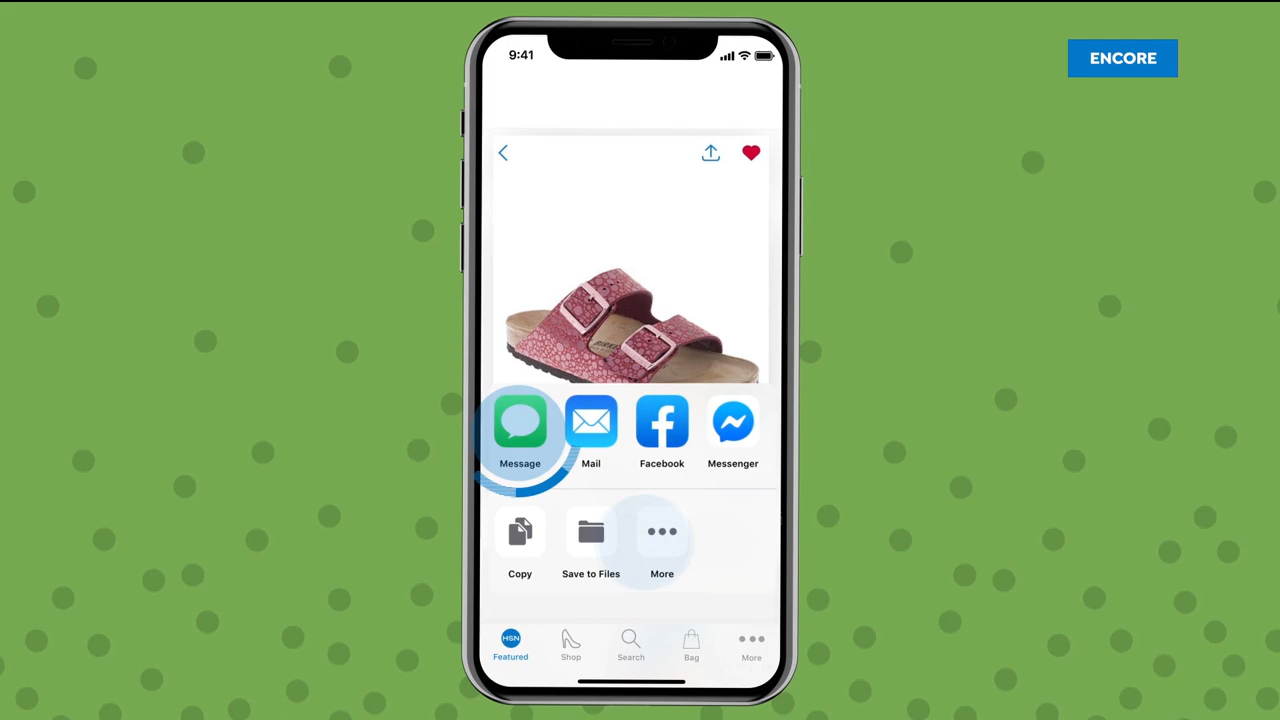 9:41
ENCORE
Message
Mail
Facebook
Messenger
Copy
Save to Files
More
HSN
Featured
Shop
Search
Bag
More